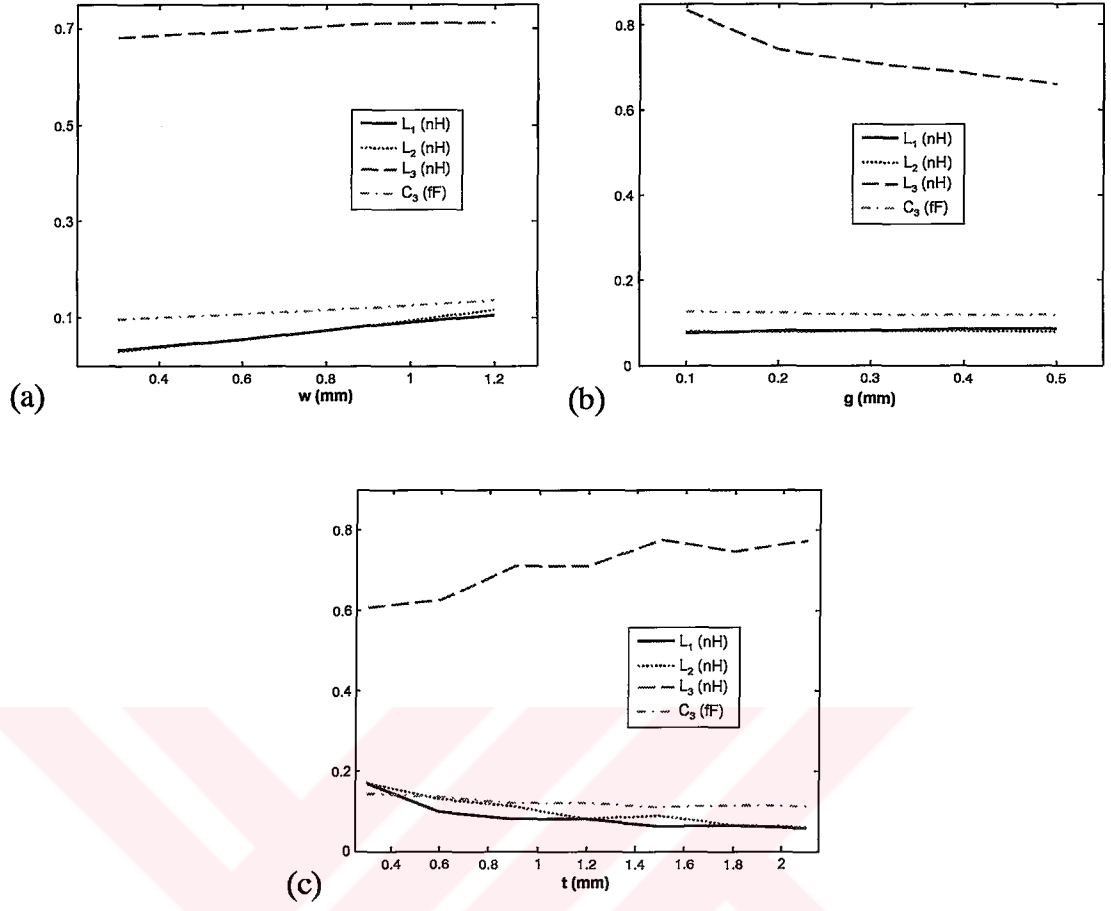 0.7
0.5
0.3
0.1
0.4
0.6
0.8
1
1.2
w (mm)
L₁ (nH)
L₂ (nH)
L₃ (nH)
C₃ (fF)
(a)
0.8
0.6
0.4
0.2
0
0.1
0.2
0.3
0.4
0.5
g (mm)
L₁ (nH)
L₂ (nH)
L₃ (nH)
C₃ (fF)
(b)
0.8
0.6
0.4
0.2
0
0.4
0.6
0.8
1
1.2
1.4
1.6
1.8
2
t (mm)
L₁ (nH)
L₂ (nH)
L₃ (nH)
C₃ (fF)
(c)